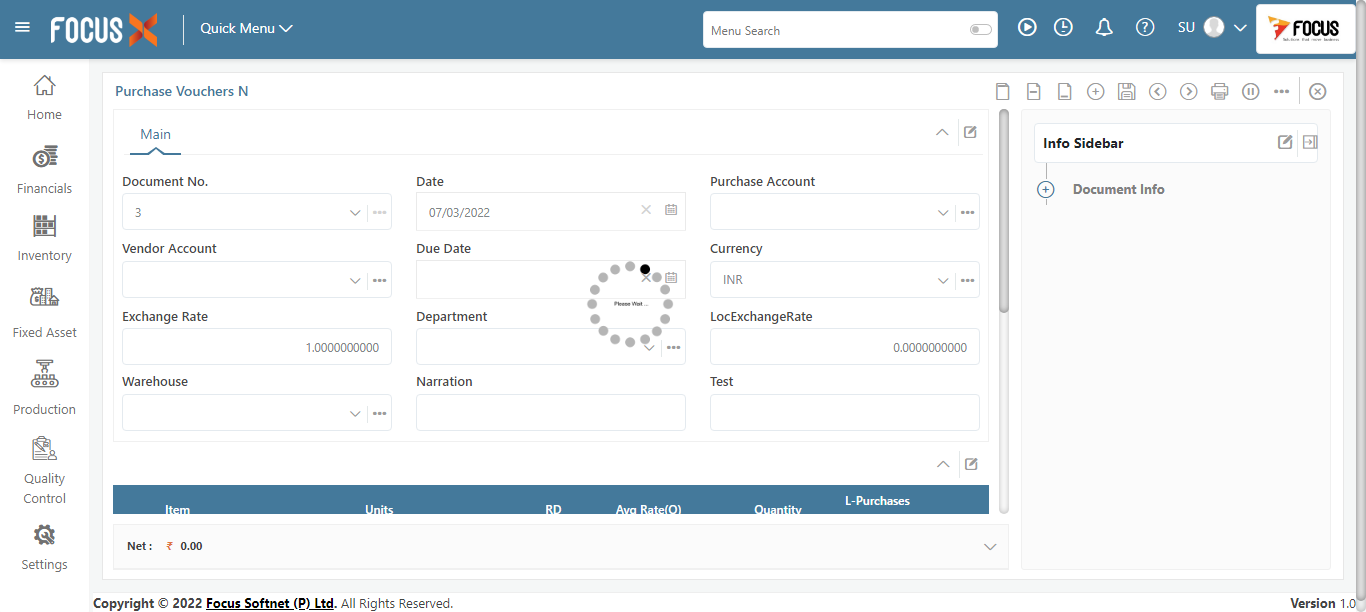 FOCUS X
Quick Menu
Menu Search
SU
FOCUS
Home
Financials
Inventory
Fixed Asset
Production
Quality
Control
Settings
Purchase Vouchers N
Main
Document No.
Date
Purchase Account
3
07/03/2022
Vendor Account
Due Date
Currency
INR
Please Wait ...
Exchange Rate
Department
LocExchangeRate
1.0000000000
0.0000000000
Warehouse
Narration
Test
Item
Units
RD
Avg Rate(Q)
Quantity
L-Purchases
Net : ₹ 0.00
Info Sidebar
Document Info
Copyright © 2022 Focus Softnet (P) Ltd. All Rights Reserved.
Version 1.0